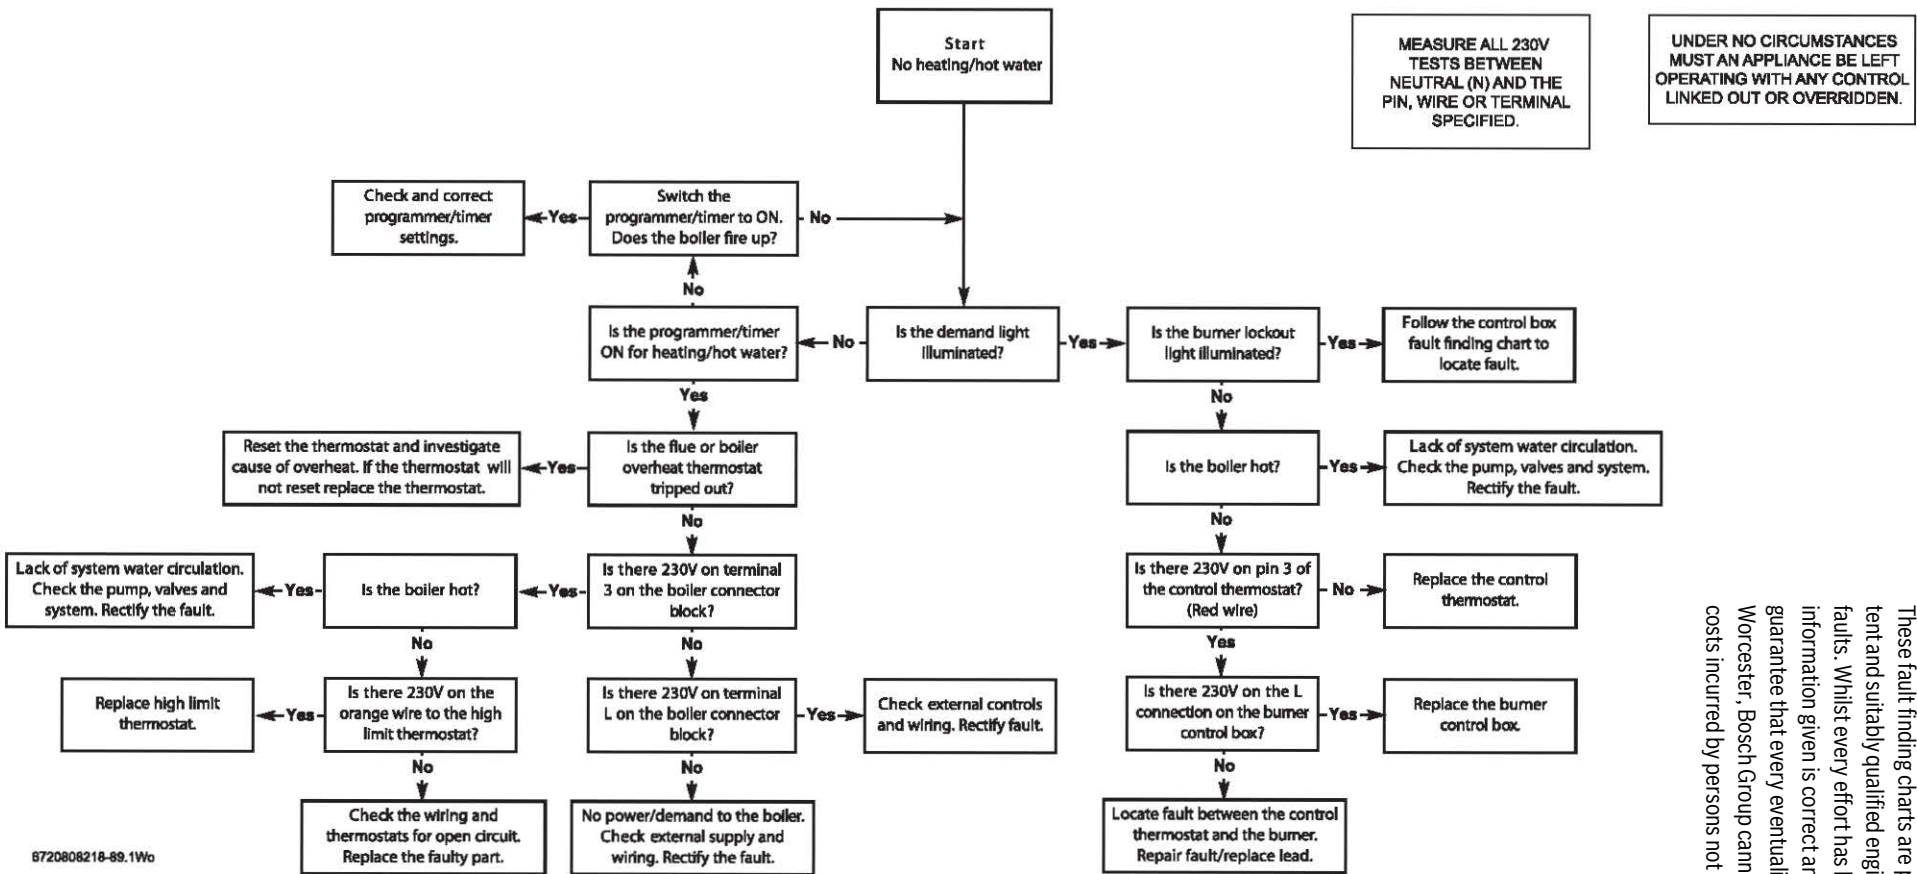 Start
No heating/hot water
MEASURE ALL 230V
TESTS BETWEEN
NEUTRAL (N) AND THE
PIN, WIRE OR TERMINAL
SPECIFIED.
UNDER NO CIRCUMSTANCES
MUST AN APPLIANCE BE LEFT
OPERATING WITH ANY CONTROL
LINKED OUT OR OVERRIDDEN.
Check and correct
programmer/timer
settings.
Yes
Switch the
programmer/timer to ON.
Does the boiler fire up?
No
No
Is the programmer/timer
ON for heating/hot water?
No
Is the demand light
illuminated?
Yes
Is the burner lockout
light illuminated?
Yes
Follow the control box
fault finding chart to
locate fault.
Yes
No
Reset the thermostat and investigate
cause of overheat. If the thermostat will
not reset replace the thermostat.
Yes
Is the flue or boiler
overheat thermostat
tripped out?
Is the boiler hot?
Yes
Lack of system water circulation.
Check the pump, valves and system.
Rectify the fault.
No
No
Lack of system water circulation.
Check the pump, valves and
system. Rectify the fault.
Yes
Is the boiler hot?
Yes
Is there 230V on terminal
3 on the boiler connector
block?
Is there 230V on pin 3 of
the control thermostat?
(Red wire)
No
Replace the control
thermostat.
No
No
Yes
Replace high limit
thermostat.
Yes
Is there 230V on the
orange wire to the high
limit thermostat?
Is there 230V on terminal
L on the boiler connector
block?
Yes
Check external controls
and wiring. Rectify fault.
Is there 230V on the L
connection on the burner
control box?
Yes
Replace the burner
control box.
No
No
No
Check the wiring and
thermostats for open circuit.
Replace the faulty part.
No power/demand to the boiler.
Check external supply and
wiring. Rectify the fault.
Locate fault between the control
thermostat and the burner.
Repair fault/replace lead.
6720808218-89.1Wo
These fault finding charts are
tent and suitably qualified engi
faults. Whilst every effort has
information given is correct
guarantee that every eventuali
Worcester, Bosch Group cann
costs incurred by persons not